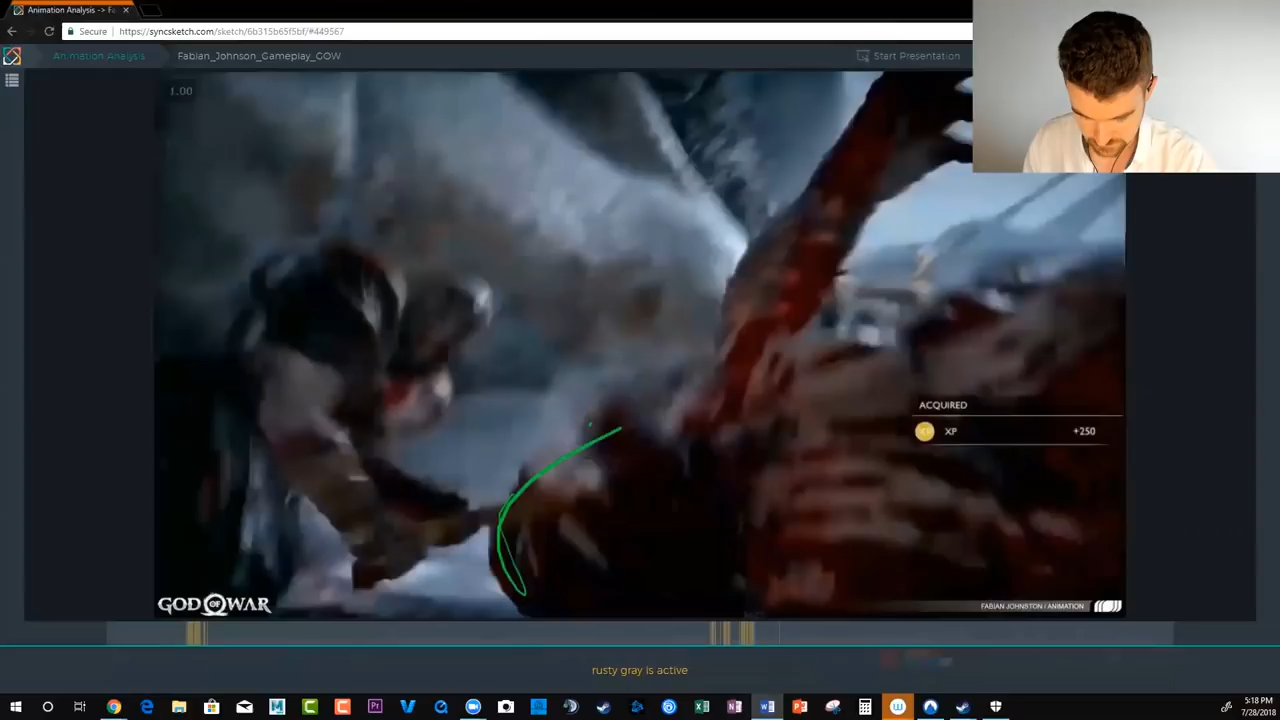 Animation Analysis -> Fa
Secure
https://syncsketch.com/sketch/6b315b65f5bf/#449567
Animation Analysis
Fabian_Johnson_Gameplay_GOW
Start Presentation
1.00
ACQUIRED
XP
+250
GOD OF WAR
FABIAN JOHNSTON / ANIMATION
rusty gray is active
5:18 PM
7/28/2018